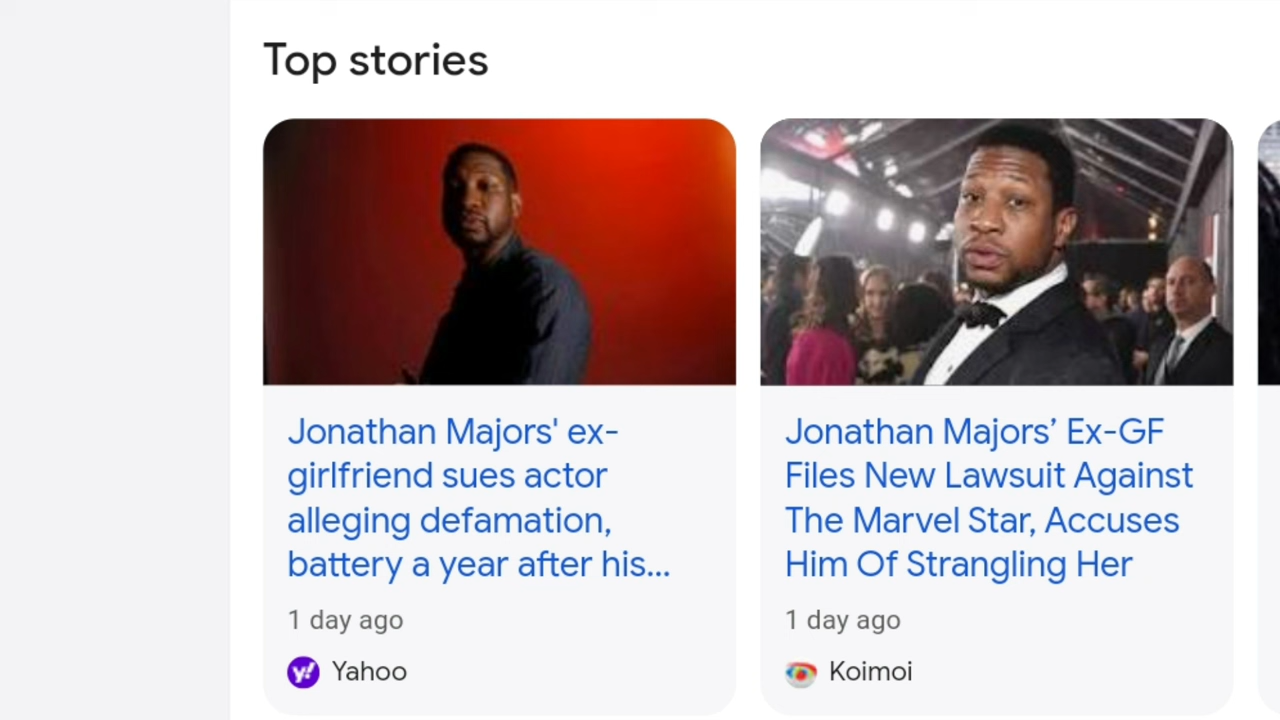 Top stories
Jonathan Majors' ex-
girlfriend sues actor
alleging defamation,
battery a year after his...
1 day ago
y! Yahoo
Jonathan Majors’ Ex-GF
Files New Lawsuit Against
The Marvel Star, Accuses
Him Of Strangling Her
1 day ago
Koimoi